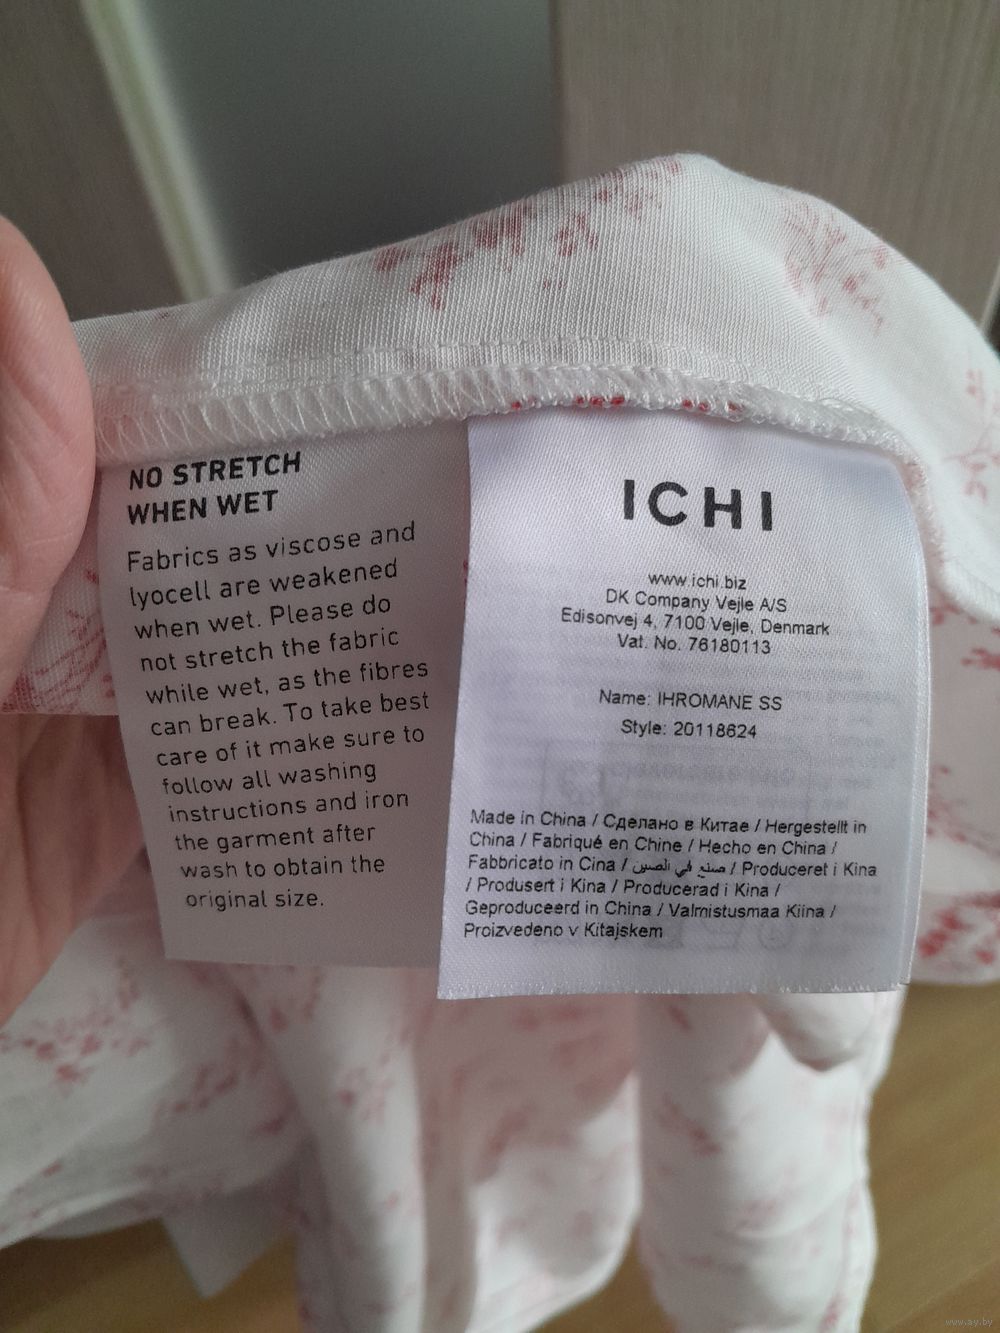 NO STRETCH
WHEN WET
Fabrics as viscose and
lyocell are weakened
when wet. Please do
not stretch the fabric
while wet, as the fibres
can break. To take best
care of it make sure to
follow all washing
instructions and iron
the garment after
wash to obtain the
original size.
ICHI
www.ichi.biz
DK Company Vejle A/S
Edisonvej 4, 7100 Vejle, Denmark
Vat. No. 76180113
Name: IHROMANE SS
Style: 20118624
Made in China / Сделано в Китае / Hergestellt in
China / Fabriqué en Chine / Hecho en China /
Fabbricato in Cina / صنع في الصين / Produceret i Kina
/ Produsert i Kina / Producerad i Kina /
Geproduceerd in China / Valmistusmaa Kiina /
Proizvedeno v Kitajskem
www.ay.by